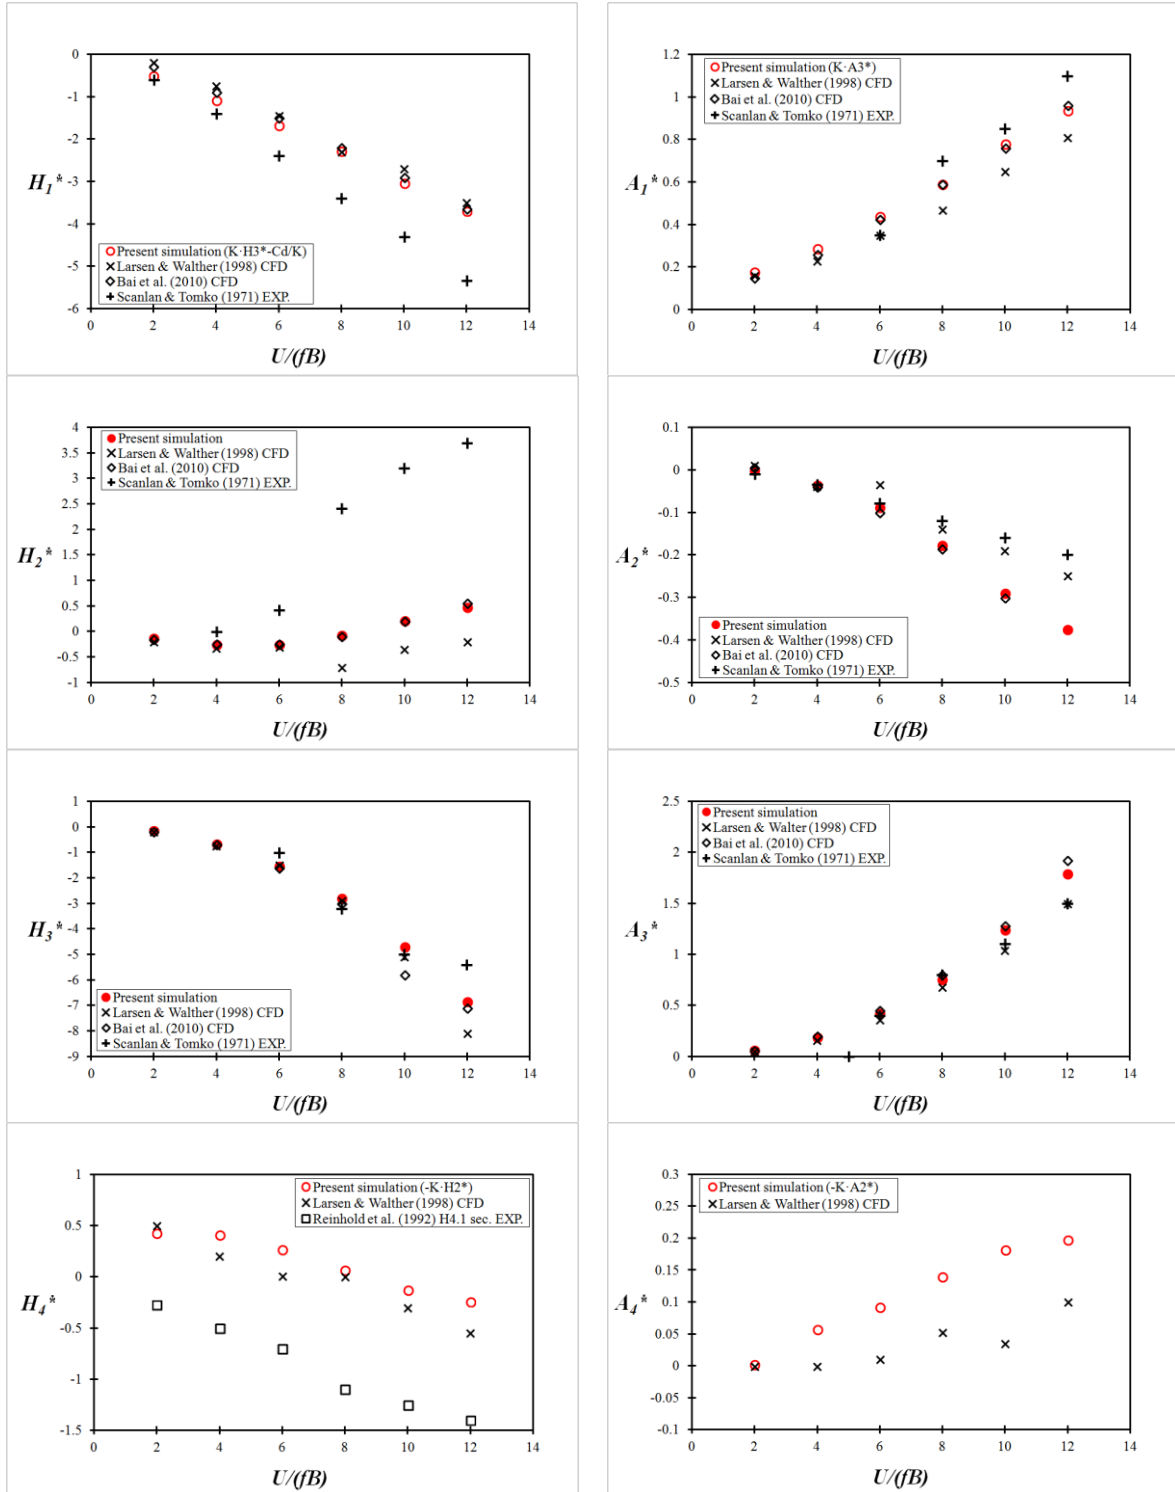 0
-1
-2
-3
-4
-5
-6
H1*
Present simulation (K·H3*-Cd/K)
Larsen & Walther (1998) CFD
Bai et al. (2010) CFD
Scanlan & Tomko (1971) EXP.
0 2 4 6 8 10 12 14
U/(fB)
1.2
1
0.8
0.6
0.4
0.2
0
A1*
Present simulation (K·A3*)
Larsen & Walther (1998) CFD
Bai et al. (2010) CFD
Scanlan & Tomko (1971) EXP.
0 2 4 6 8 10 12 14
U/(fB)
4
3.5
3
2.5
2
1.5
1
0.5
0
-0.5
-1
H2*
Present simulation
Larsen & Walther (1998) CFD
Bai et al. (2010) CFD
Scanlan & Tomko (1971) EXP.
0 2 4 6 8 10 12 14
U/(fB)
0.1
0
-0.1
-0.2
-0.3
-0.4
-0.5
A2*
Present simulation
Larsen & Walther (1998) CFD
Bai et al. (2010) CFD
Scanlan & Tomko (1971) EXP.
0 2 4 6 8 10 12 14
U/(fB)
1
0
-1
-2
-3
-4
-5
-6
-7
-8
-9
H3*
Present simulation
Larsen & Walther (1998) CFD
Bai et al. (2010) CFD
Scanlan & Tomko (1971) EXP.
0 2 4 6 8 10 12 14
U/(fB)
2.5
2
1.5
1
0.5
0
A3*
Present simulation
Larsen & Walter (1998) CFD
Bai et al. (2010) CFD
Scanlan & Tomko (1971) EXP.
0 2 4 6 8 10 12 14
U/(fB)
1
0.5
0
-0.5
-1
-1.5
H4*
Present simulation (-K·H2*)
Larsen & Walther (1998) CFD
Reinhold et al. (1992) H4.1 sec. EXP.
0 2 4 6 8 10 12 14
U/(fB)
0.3
0.25
0.2
0.15
0.1
0.05
0
-0.05
-0.1
A4*
Present simulation (-K·A2*)
Larsen & Walther (1998) CFD
0 2 4 6 8 10 12 14
U/(fB)